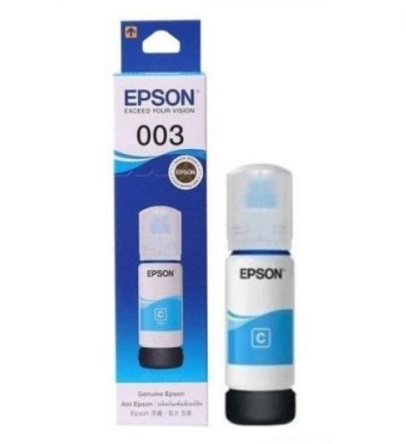 EPSON
EXCEED YOUR VISION
003
EPSON
EPSON
C
Genuine Epson
Asli Epson
EPSON
C